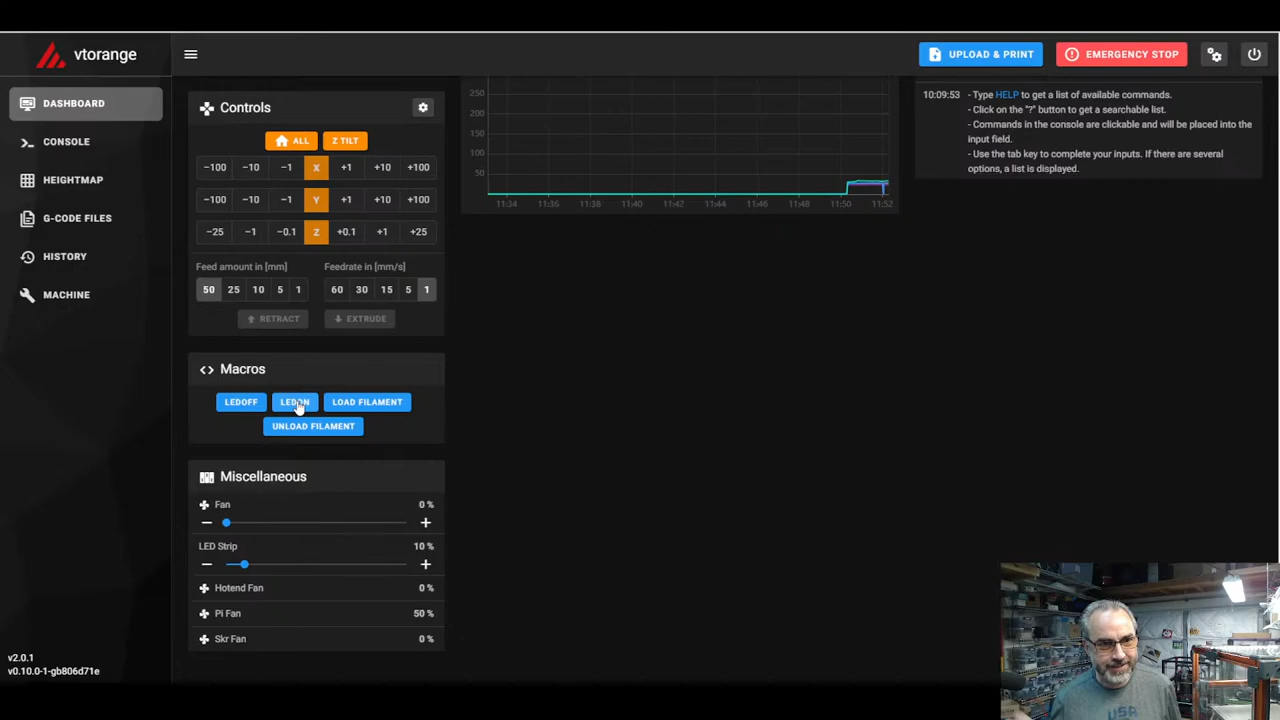 vtorange
UPLOAD & PRINT
EMERGENCY STOP
DASHBOARD
CONSOLE
HEIGHTMAP
G-CODE FILES
HISTORY
MACHINE
v2.0.1
v0.10.0-1-gb806d71e
Controls
ALL
Z TILT
−100 −10 −1 X +1 +10 +100
−100 −10 −1 Y +1 +10 +100
−25 −1 −0.1 Z +0.1 +1 +25
Feed amount in [mm]
50 25 10 5 1
Feedrate in [mm/s]
60 30 15 5 1
RETRACT
EXTRUDE
Macros
LEDOFF
LEDON
LOAD FILAMENT
UNLOAD FILAMENT
Miscellaneous
Fan 0 %
LED Strip 10 %
Hotend Fan 0 %
Pi Fan 50 %
Skr Fan 0 %
250
200
150
100
50
11:34 11:36 11:38 11:40 11:42 11:44 11:46 11:48 11:50 11:52
10:09:53 - Type HELP to get a list of available commands.
- Click on the "?" button to get a searchable list.
- Commands in the console are clickable and will be placed into the
input field.
- Use the tab key to complete your inputs. If there are several
options, a list is displayed.
USA